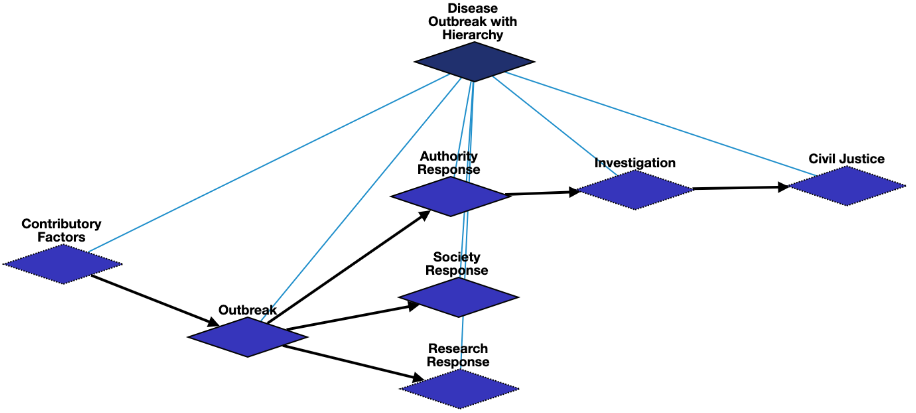 Disease
Outbreak with
Hierarchy
Authority
Response
Investigation
Civil Justice
Contributory
Factors
Society
Response
Outbreak
Research
Response